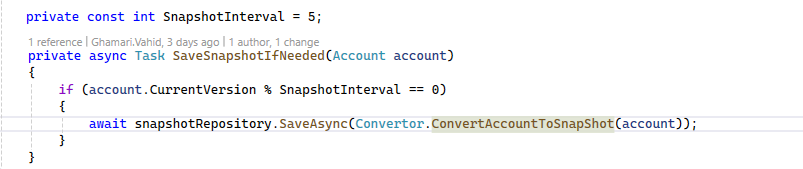 private const int SnapshotInterval = 5;
1 reference | Ghamari.Vahid, 3 days ago | 1 author, 1 change
private async Task SaveSnapshotIfNeeded(Account account)
{
if (account.CurrentVersion % SnapshotInterval == 0)
{
await snapshotRepository.SaveAsync(Convertor.ConvertAccountToSnapShot(account));
}
}